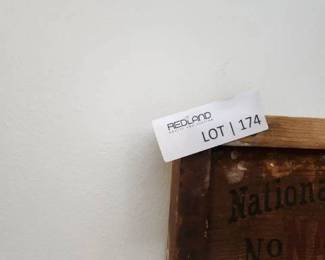 REDLAND
LOT | 174
Nationa
No